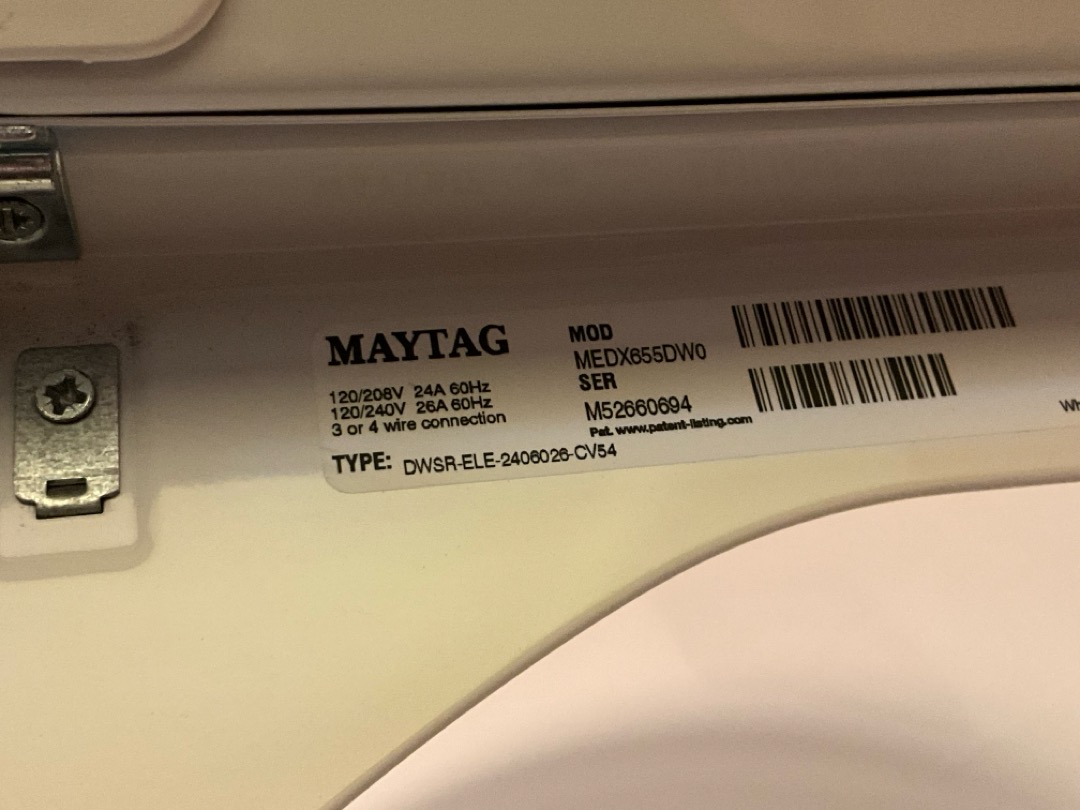 MAYTAG
120/208V 24A 60Hz
120/240V 26A 60Hz
3 or 4 wire connection
MOD
MEDX655DW0
SER
M52660694
Pat. www.patent-listing.com
TYPE: DWSR-ELE-2406026-CV54